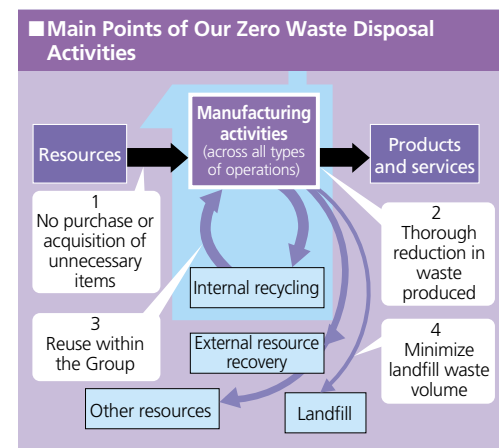 ■Main Points of Our Zero Waste Disposal
Activities
Manufacturing
activities
(across all types
of operations)
Resources
Products
and services
1
No purchase or
acquisition of
unnecessary
items
2
Thorough
reduction in
waste
produced
Internal recycling
3
Reuse within
the Group
External resource
recovery
4
Minimize
landfill waste
volume
Other resources
Landfill